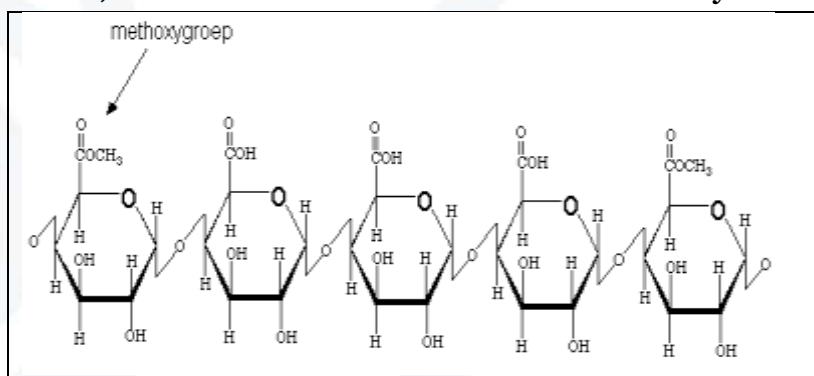 methoxygroep
O O O O O
COCH₃ COH COH COH COCH₃
O O O O O
H H H H H
H H H H H
O O O O O O
OH H OH H OH H OH H OH H
H H H H H
H OH H OH H OH H OH H OH